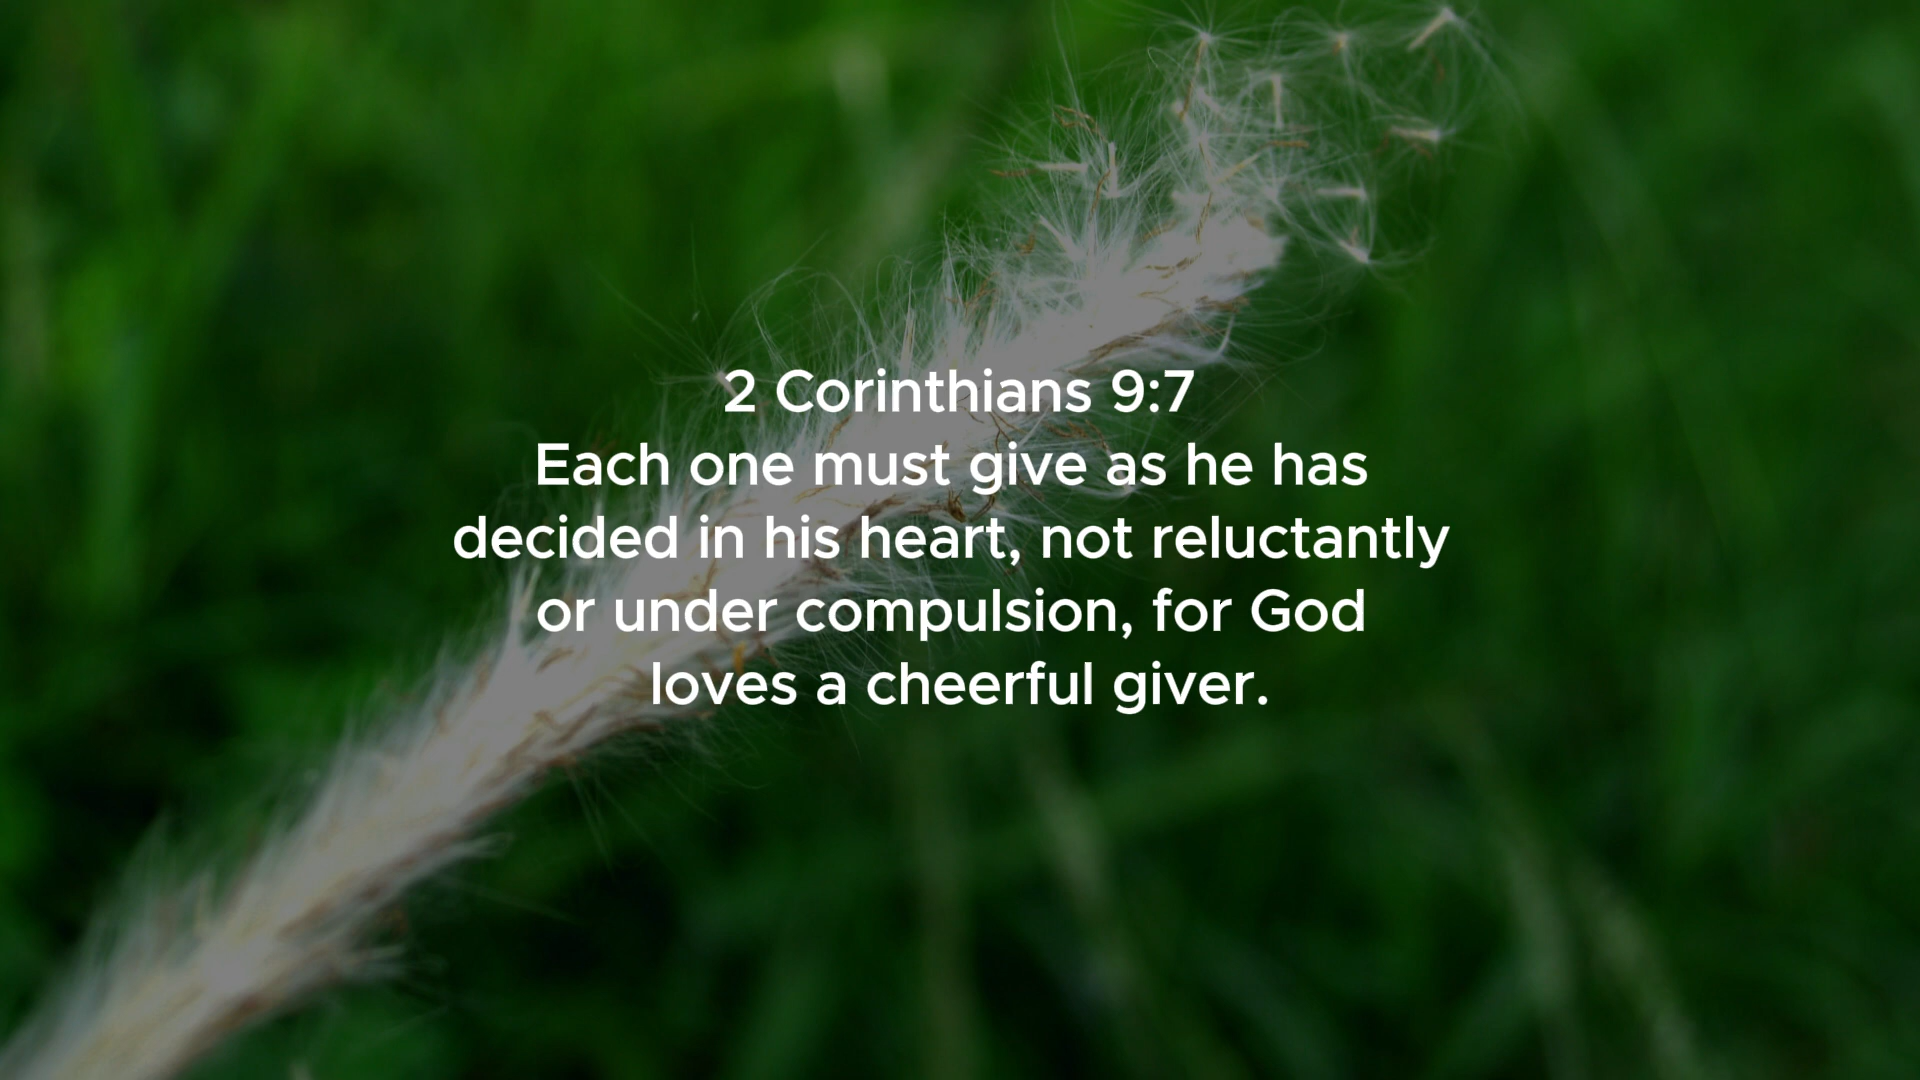 2 Corinthians 9:7
Each one must give as he has
decided in his heart, not reluctantly
or under compulsion, for God
loves a cheerful giver.